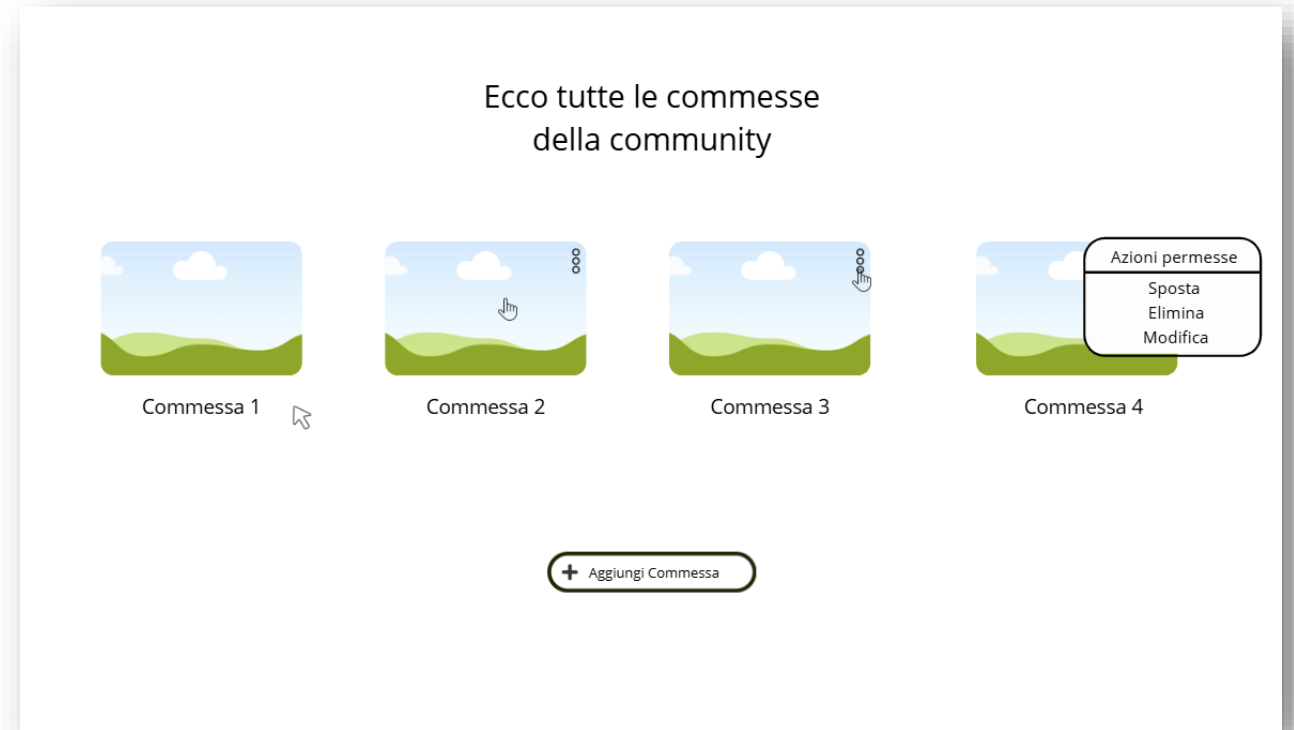 Ecco tutte le commesse
della community
Azioni permesse
Sposta
Elimina
Modifica
Commessa 1
Commessa 2
Commessa 3
Commessa 4
Aggiungi Commessa